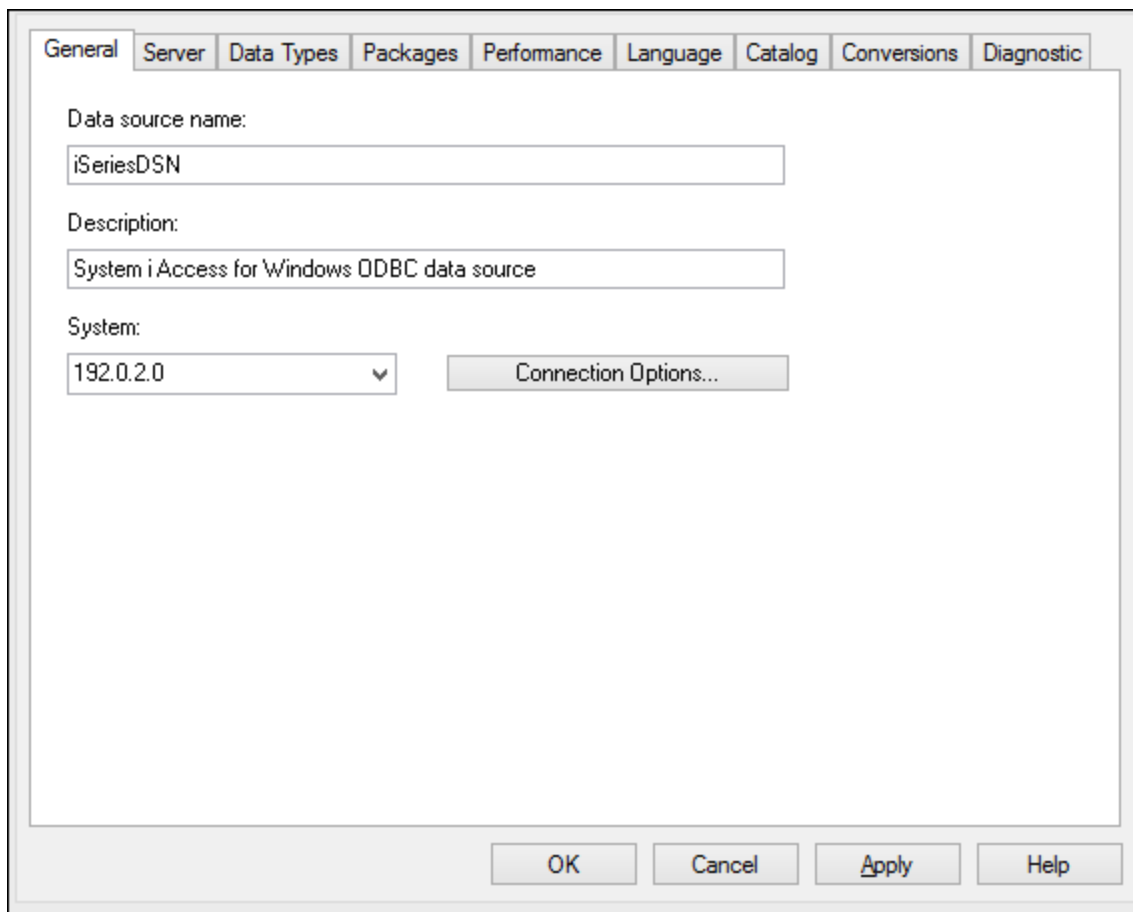 General Server Data Types Packages Performance Language Catalog Conversions Diagnostic
Data source name:
iSeriesDSN
Description:
System i Access for Windows ODBC data source
System:
192.0.2.0 Connection Options...
OK Cancel Apply Help